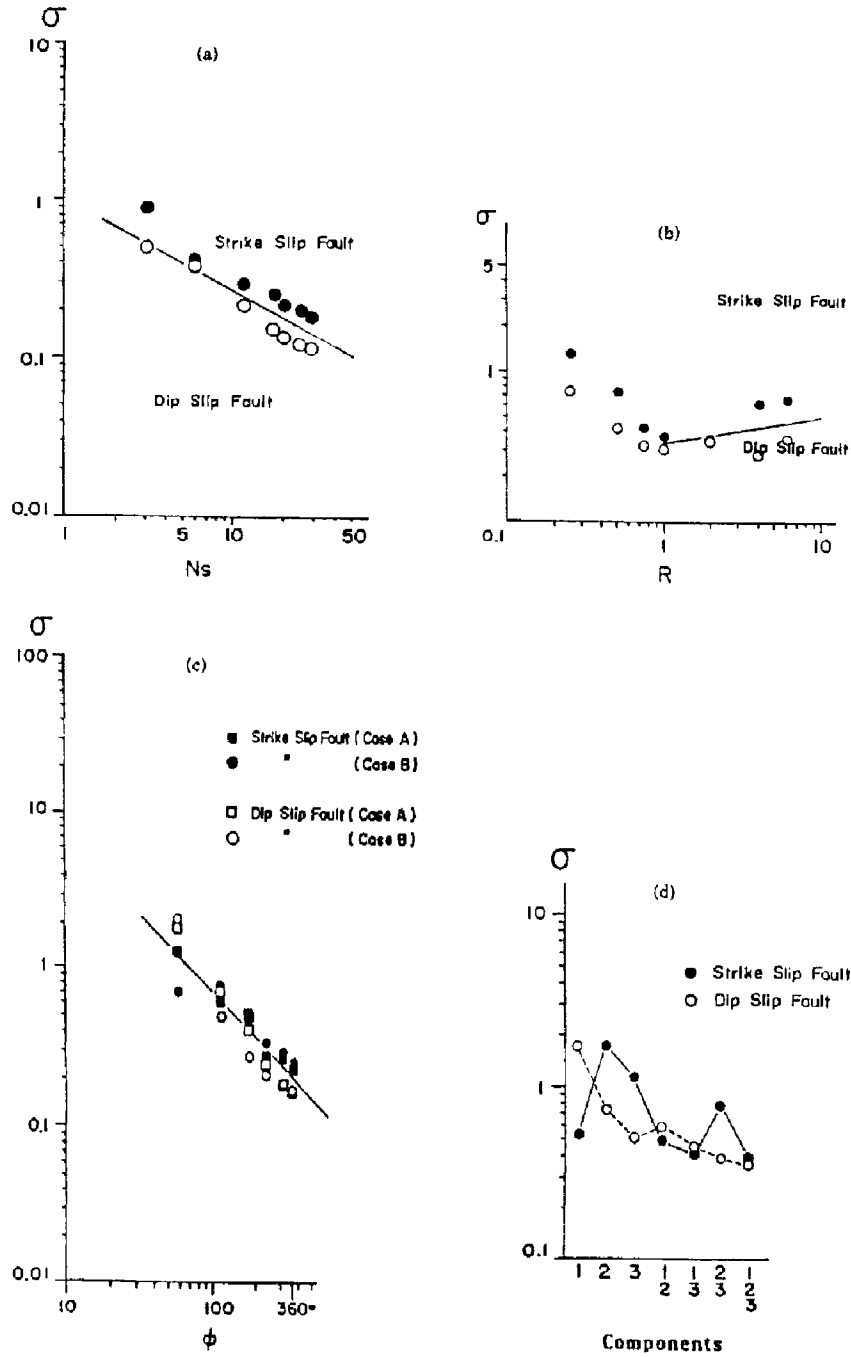 σ
(a)
10
1
0.1
0.01
Strike Slip Fault
Dip Slip Fault
1
5
10
50
Ns
σ
(b)
5
1
0.1
Strike Slip Fault
Dip Slip Fault
1
10
R
σ
(c)
100
10
1
0.1
0.01
Strike Slip Fault (Case A)
" (Case B)
Dip Slip Fault (Case A)
" (Case B)
10
100
360°
ϕ
σ
(d)
10
1
0.1
Strike Slip Fault
Dip Slip Fault
1 2 3 1 1 2 1
2 3 3 2
3
Components